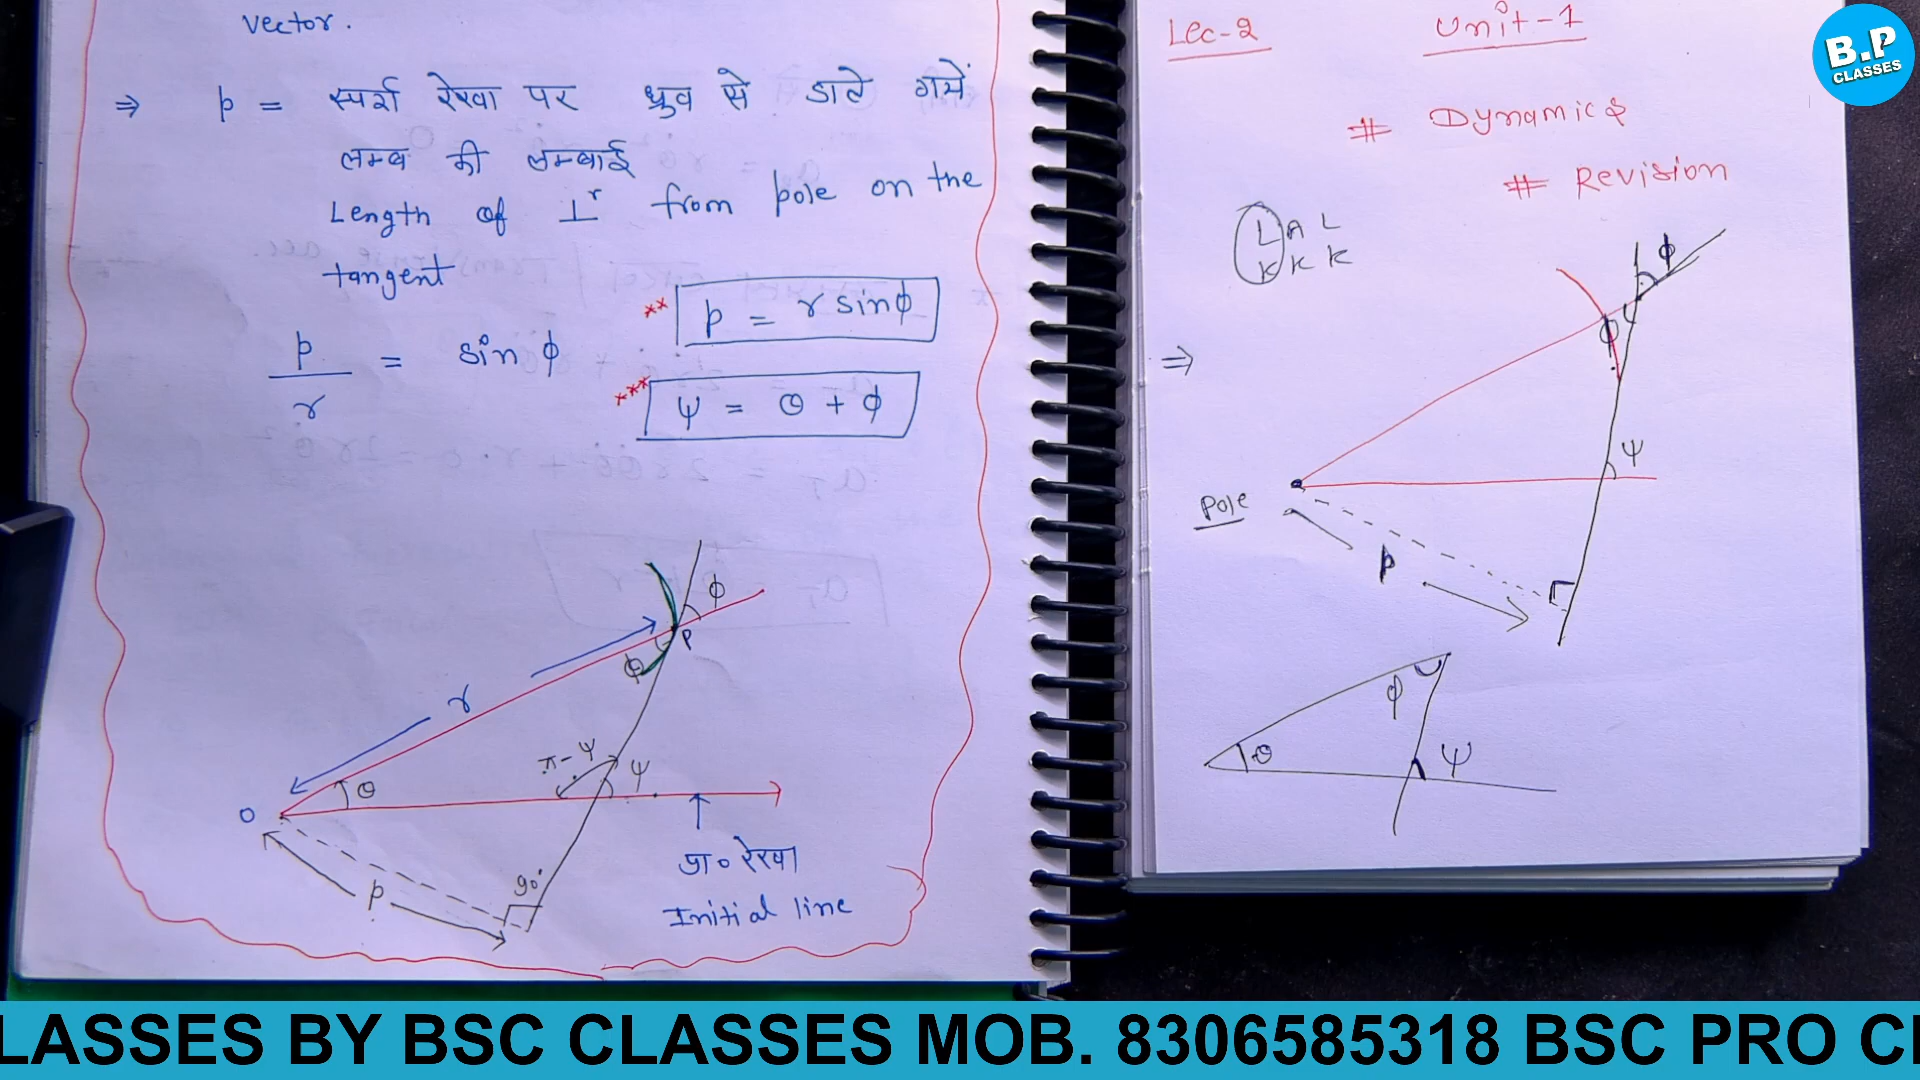 vector.
⇒ p = स्पर्श रेखा पर ध्रुव से डाले गये
लम्ब की लम्बाई
Length of ⊥ʳ from pole on the
tangent
** p = r sinϕ
p/r = sin ϕ
*** ψ = θ + ϕ
ϕ
P
ϕ
r
π-ψ
ψ
θ
O
प्रा० रेखा
Initial line
90°
p
Lec-2 Unit-1
# Dynamics
# Revision
L A L
K K K
ϕ
ϕ
⇒
ψ
Pole
p
ϕ
θ
ψ
B.P
CLASSES
LASSES BY BSC CLASSES MOB. 8306585318 BSC PRO C